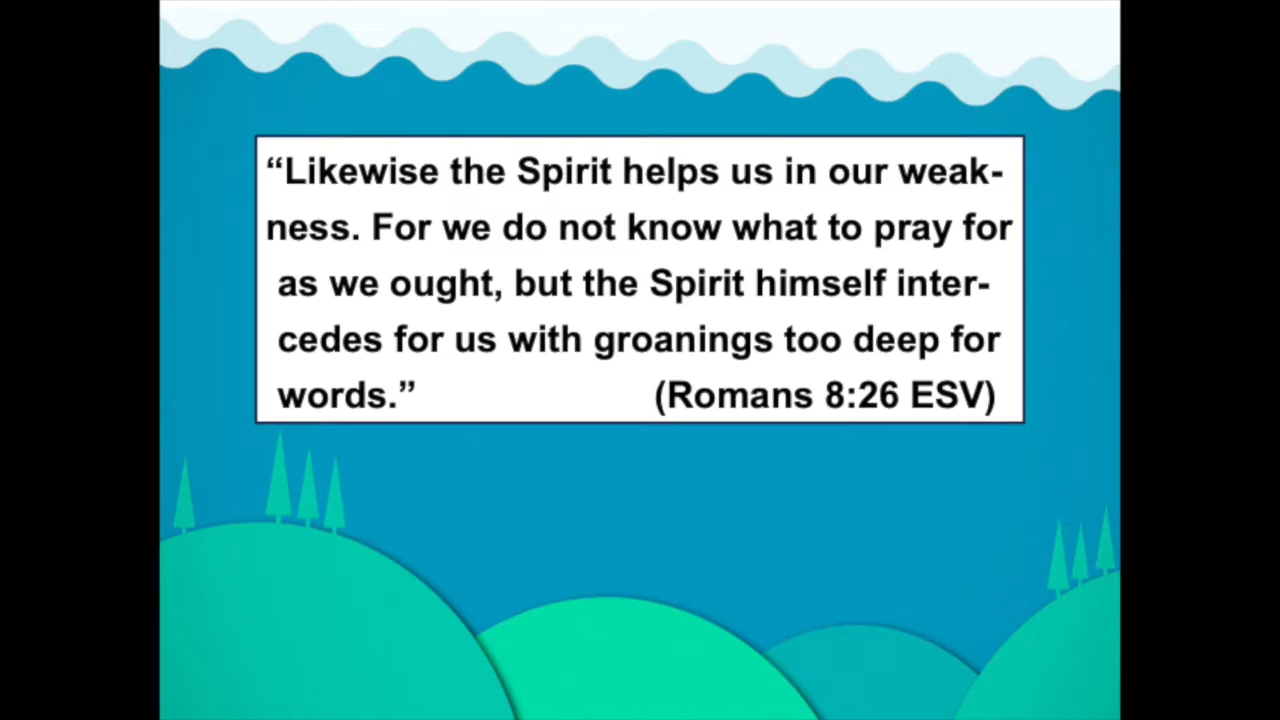 “Likewise the Spirit helps us in our weak-
ness. For we do not know what to pray for
as we ought, but the Spirit himself inter-
cedes for us with groanings too deep for
words.” (Romans 8:26 ESV)